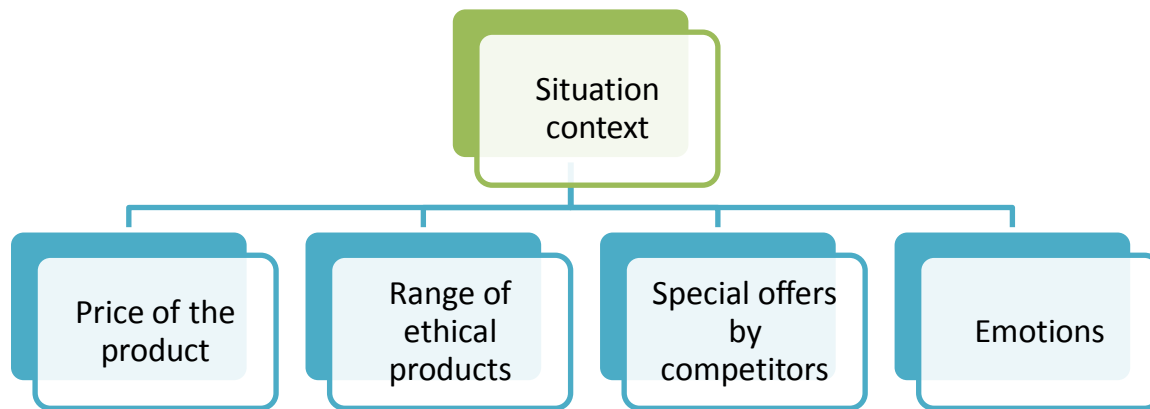 Situation
context
Price of the
product
Range of
ethical
products
Special offers
by
competitors
Emotions